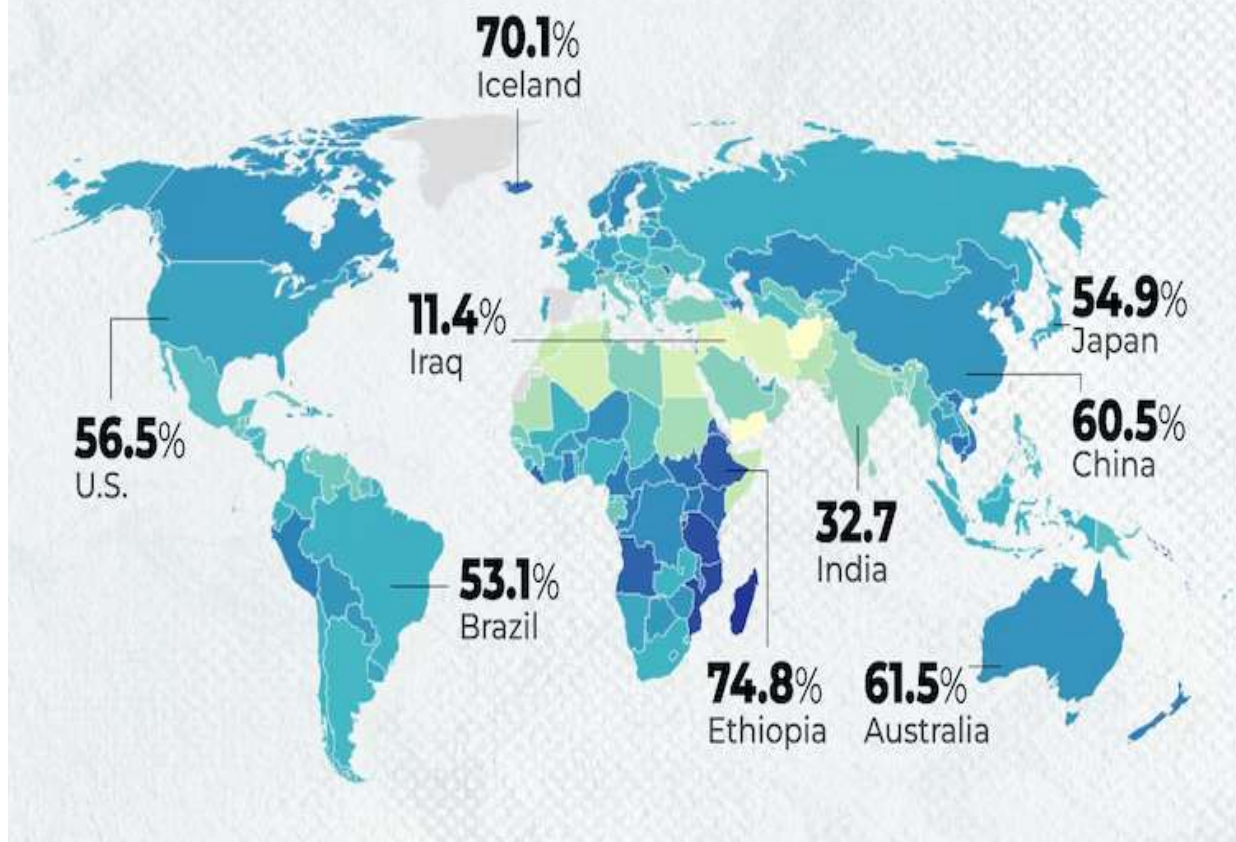 70.1%
Iceland
11.4%
Iraq
54.9%
Japan
56.5%
U.S.
60.5%
China
32.7
India
53.1%
Brazil
74.8%
Ethiopia
61.5%
Australia